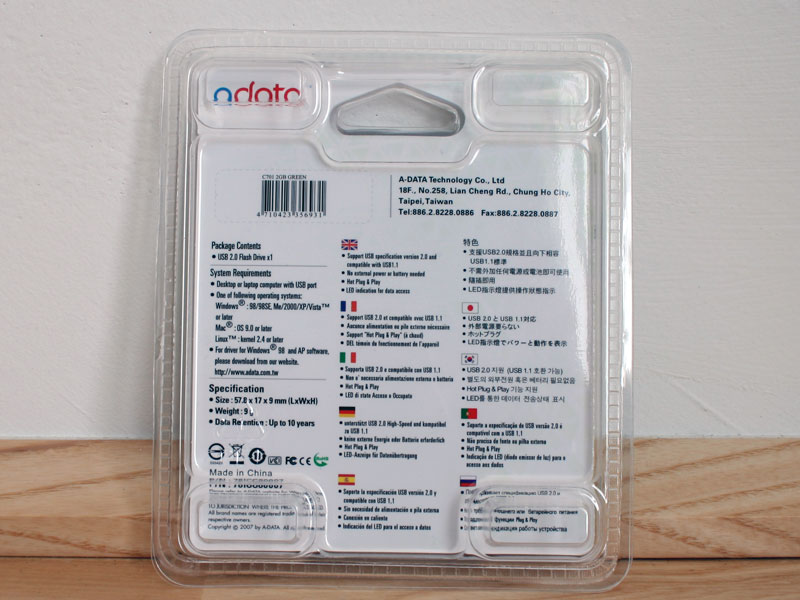 adata
C701 2GB GREEN
4 710423 356931
A-DATA Technology Co., Ltd
18F., No.258, Lian Cheng Rd., Chung Ho City,
Taipei, Taiwan
Tel:886.2.8228.0886 Fax:886.2.8228.0887
Package Contents
• USB 2.0 Flash Drive x1
System Requirements
• Desktop or laptop computer with USB port
• One of following operating systems:
Windows® : 98/98SE, Me/2000/XP/Vista™
or later
Mac® : OS 9.0 or later
Linux™ : kernel 2.4 or later
• For driver for Windows® 98 and AP software,
please download from our website.
http://www.adata.com.tw
Specification
• Size : 57.8 x 17 x 9 mm (LxWxH)
• Weight : 9 g
• Data Retention : Up to 10 years
FC CE
Made in China
respective owners.
Copyright © 2007 by A-DATA.
• Support USB specification version 2.0 and
compatible with USB1.1
• No external power or battery needed
• Hot Plug & Play
• LED indication for data access
• Support USB 2.0 et compatible avec USB 1.1
• Aucune alimentation ou pile externe nécessaire
• Support "Hot Plug & Play" (à chaud)
• DEL témoin de fonctionnement de l'appareil
• Supporta USB 2.0 e compatibile con USB 1.1
• Non e' necessaria alimentazione esterna o batteria
• Hot Plug & Play
• LED di stato Acceso o Occupato
• unterstützt USB 2.0 High-Speed und kompatibel
zu USB 1.1
• keine externe Energie oder Batterie erforderlich
• Hot Plug & Play
• LED-Anzeige für Datenübertragung
• Soporte la especificación USB versión 2.0 y
compatible con USB 1.1
• Sin necesidad de alimentación o pila externa
• Conexión en caliente
• Indicación del LED para el acceso a datos
特色
• 支援USB2.0規格並且向下相容
USB1.1標準
• 不需外加任何電源或電池即可使用
• 隨插即用
• LED指示燈提供操作狀態指示
• USB 2.0 と USB 1.1対応
• 外部電源要らない
• ホットプラグ
• LED指示燈でパワーと動作を表示
• USB 2.0 지원 (USB 1.1 호환 가능)
• 별도의 외부전원 혹은 베터리 필요없음
• Hot Plug & Play 기능 지원
• LED를 통한 데이터 전송상태 표시
• Suporta a especificação de USB versão 2.0 é
compatível com a USB 1.1
• Não precisa de fonte ou pilha externa
• Hot Plug & Play
• Indicação de LED (diodo emissor de luz) para o
acesso aos dados
спецификацию USB 2.0 и
внешнего или батарейного питания
функции Plug & Play
работы устройства